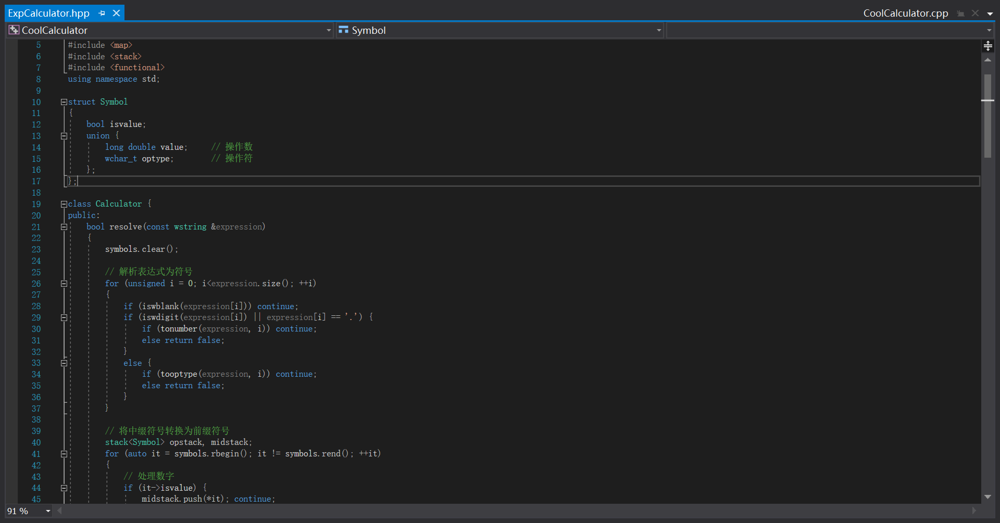 ExpCalculator.hpp CoolCalculator.cpp
CoolCalculator Symbol
5 #include <map>
6 #include <stack>
7 #include <functional>
8 using namespace std;
9
10 struct Symbol
11 {
12 bool isvalue;
13 union {
14 long double value; // 操作数
15 wchar_t optype; // 操作符
16 };
17 };
18
19 class Calculator {
20 public:
21 bool resolve(const wstring &expression)
22 {
23 symbols.clear();
24
25 // 解析表达式为符号
26 for (unsigned i = 0; i<expression.size(); ++i)
27 {
28 if (iswblank(expression[i])) continue;
29 if (iswdigit(expression[i]) || expression[i] == '.') {
30 if (tonumber(expression, i)) continue;
31 else return false;
32 }
33 else {
34 if (tooptype(expression, i)) continue;
35 else return false;
36 }
37 }
38
39 // 将中缀符号转换为前缀符号
40 stack<Symbol> opstack, midstack;
41 for (auto it = symbols.rbegin(); it != symbols.rend(); ++it)
42 {
43 // 处理数字
44 if (it->isvalue) {
45 midstack.push(*it); continue;
91 %